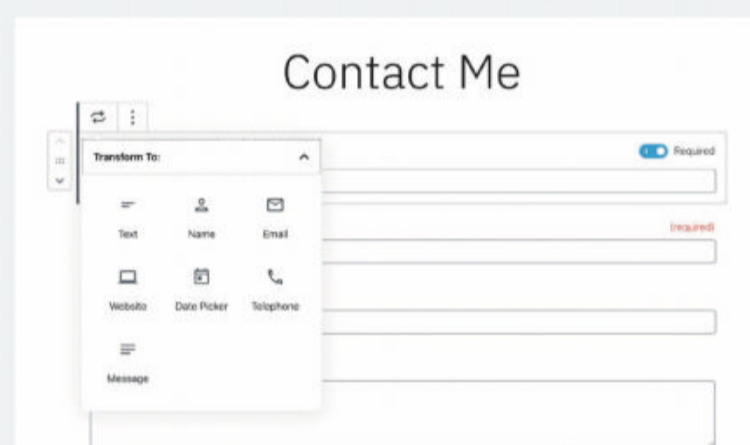 Contact Me
Transform To:
Required
Text Name Email
(required)
Website Date Picker Telephone
Message